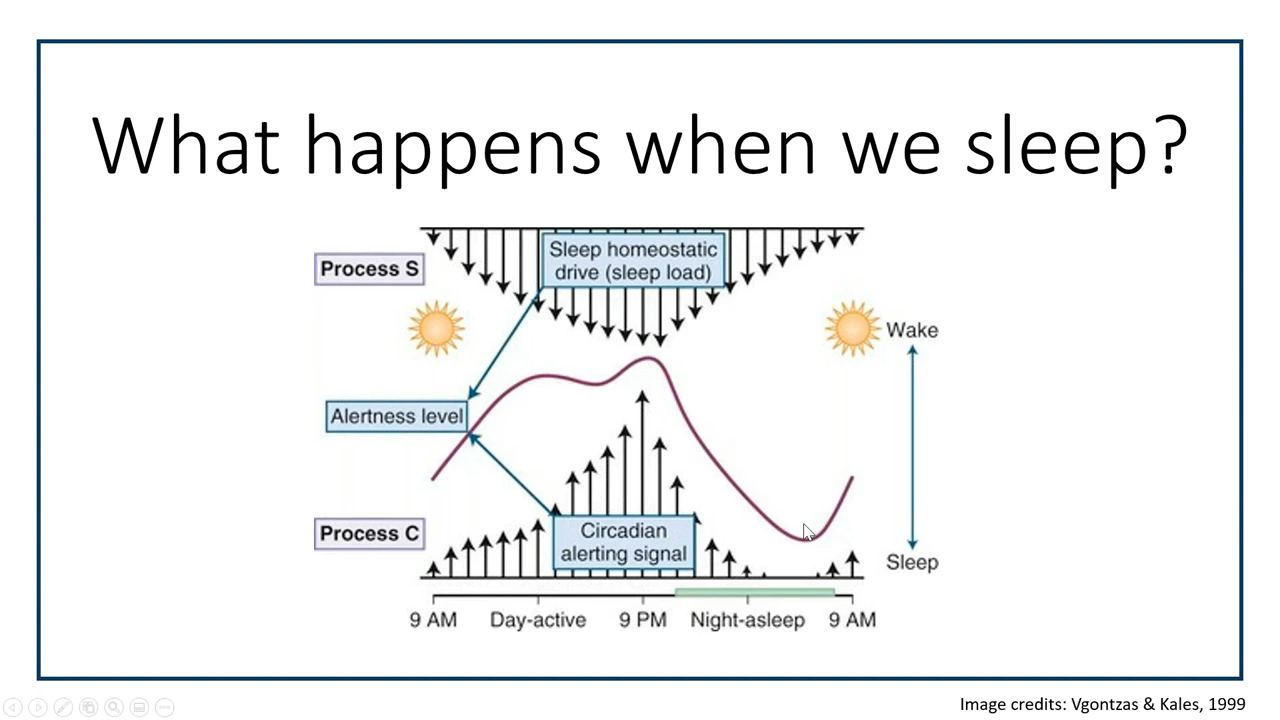 What happens when we sleep?
Process S
Sleep homeostatic
drive (sleep load)
Wake
Alertness level
Process C
Circadian
alerting signal
Sleep
9 AM Day-active 9 PM Night-asleep 9 AM
Image credits: Vgontzas & Kales, 1999